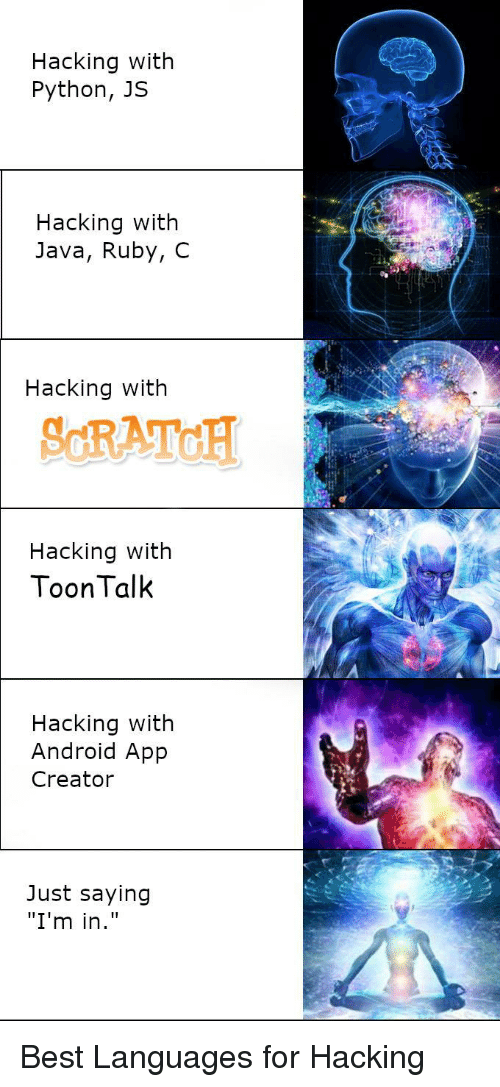 Hacking with
Python, JS
Hacking with
Java, Ruby, C
Hacking with
SCRATCH
Hacking with
ToonTalk
Hacking with
Android App
Creator
Just saying
"I'm in."
Best Languages for Hacking